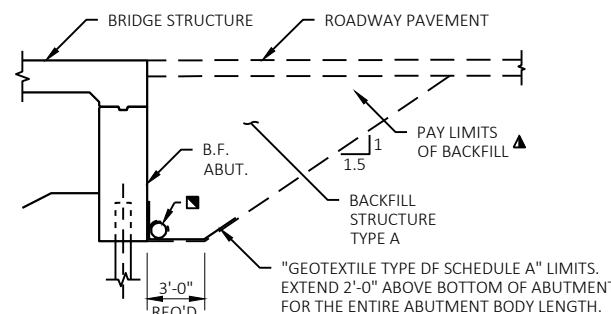 BRIDGE STRUCTURE
ROADWAY PAVEMENT
B.F.
ABUT.
1
1.5
PAY LIMITS
OF BACKFILL
BACKFILL
STRUCTURE
TYPE A
3'-0"
REQ'D
"GEOTEXTILE TYPE DF SCHEDULE A" LIMITS.
EXTEND 2'-0" ABOVE BOTTOM OF ABUTMENT
FOR THE ENTIRE ABUTMENT BODY LENGTH.